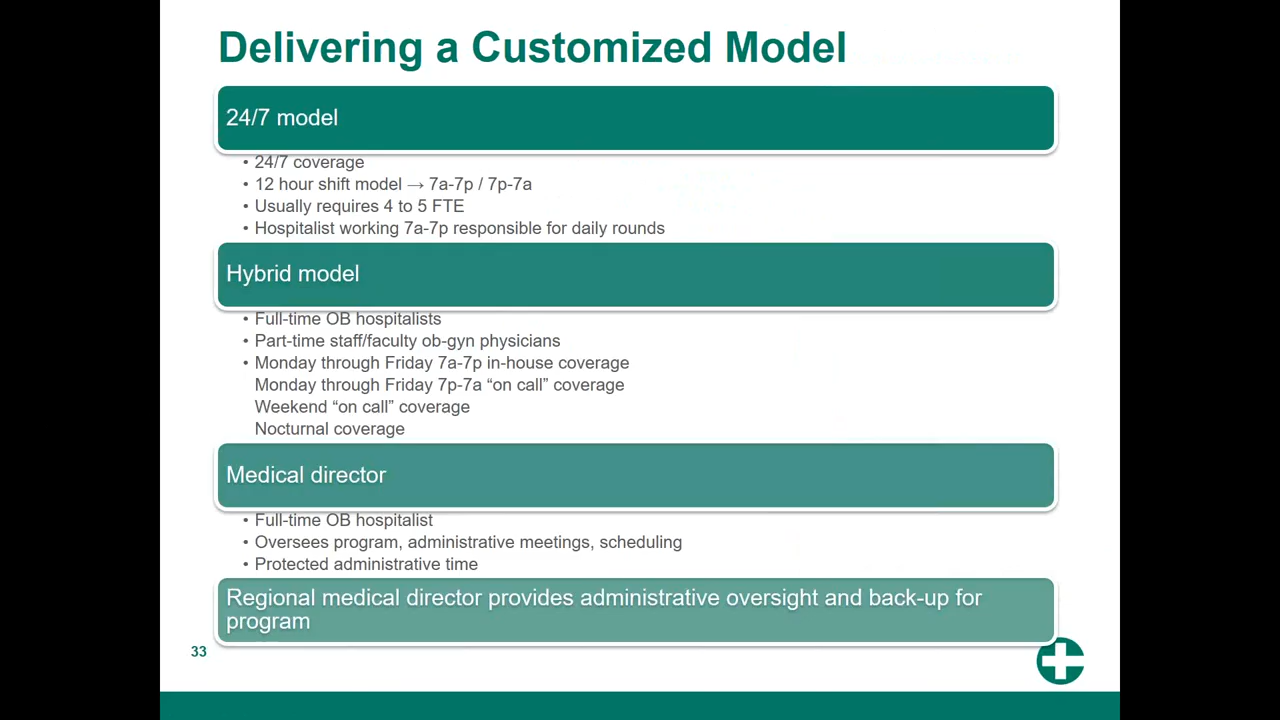 Delivering a Customized Model
24/7 model
• 24/7 coverage
• 12 hour shift model → 7a-7p / 7p-7a
• Usually requires 4 to 5 FTE
• Hospitalist working 7a-7p responsible for daily rounds
Hybrid model
• Full-time OB hospitalists
• Part-time staff/faculty ob-gyn physicians
• Monday through Friday 7a-7p in-house coverage
Monday through Friday 7p-7a “on call” coverage
Weekend “on call” coverage
Nocturnal coverage
Medical director
• Full-time OB hospitalist
• Oversees program, administrative meetings, scheduling
• Protected administrative time
Regional medical director provides administrative oversight and back-up for
program
33